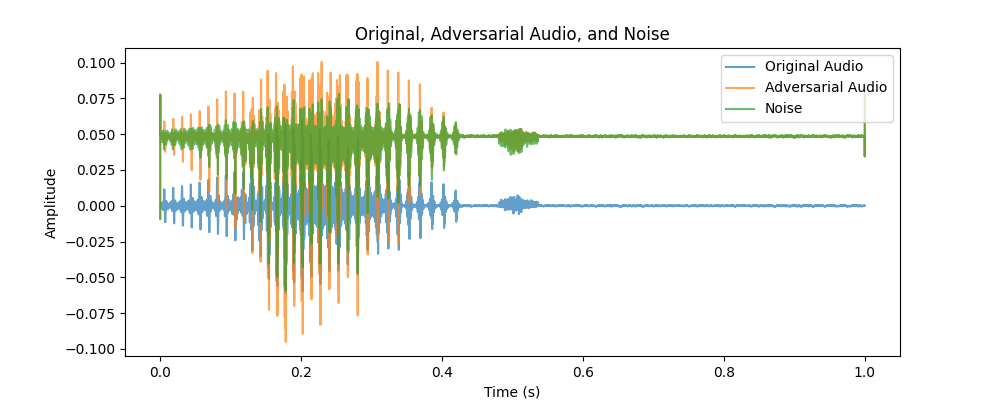 Original, Adversarial Audio, and Noise
Original Audio
Adversarial Audio
Noise
Amplitude
0.100
0.075
0.050
0.025
0.000
−0.025
−0.050
−0.075
−0.100
0.0 0.2 0.4 0.6 0.8 1.0
Time (s)